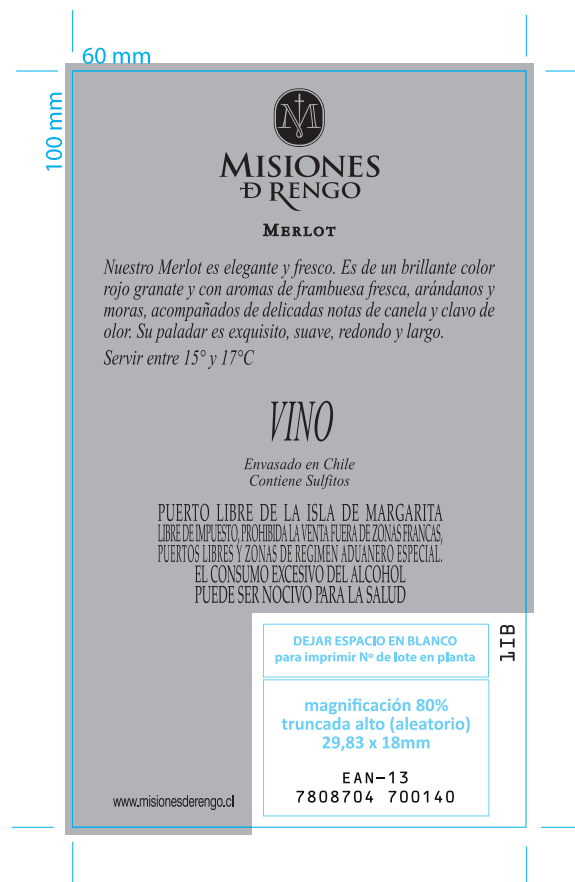 60 mm
100 mm
M
MISIONES
D RENGO
MERLOT
Nuestro Merlot es elegante y fresco. Es de un brillante color
rojo granate y con aromas de frambuesa fresca, arándanos y
moras, acompañados de delicadas notas de canela y clavo de
olor. Su paladar es exquisito, suave, redondo y largo.
Servir entre 15° y 17°C
VINO
Envasado en Chile
Contiene Sulfitos
PUERTO LIBRE DE LA ISLA DE MARGARITA
LIBRE DE IMPUESTO, PROHIBIDA LA VENTA FUERA DE ZONAS FRANCAS,
PUERTOS LIBRES Y ZONAS DE REGIMEN ADUANERO ESPECIAL.
EL CONSUMO EXCESIVO DEL ALCOHOL
PUEDE SER NOCIVO PARA LA SALUD
DEJAR ESPACIO EN BLANCO
para imprimir Nº de lote en planta
LIB
magnificación 80%
truncada alto (aleatorio)
29,83 x 18mm
EAN-13
7808704 700140
www.misionesderengo.cl